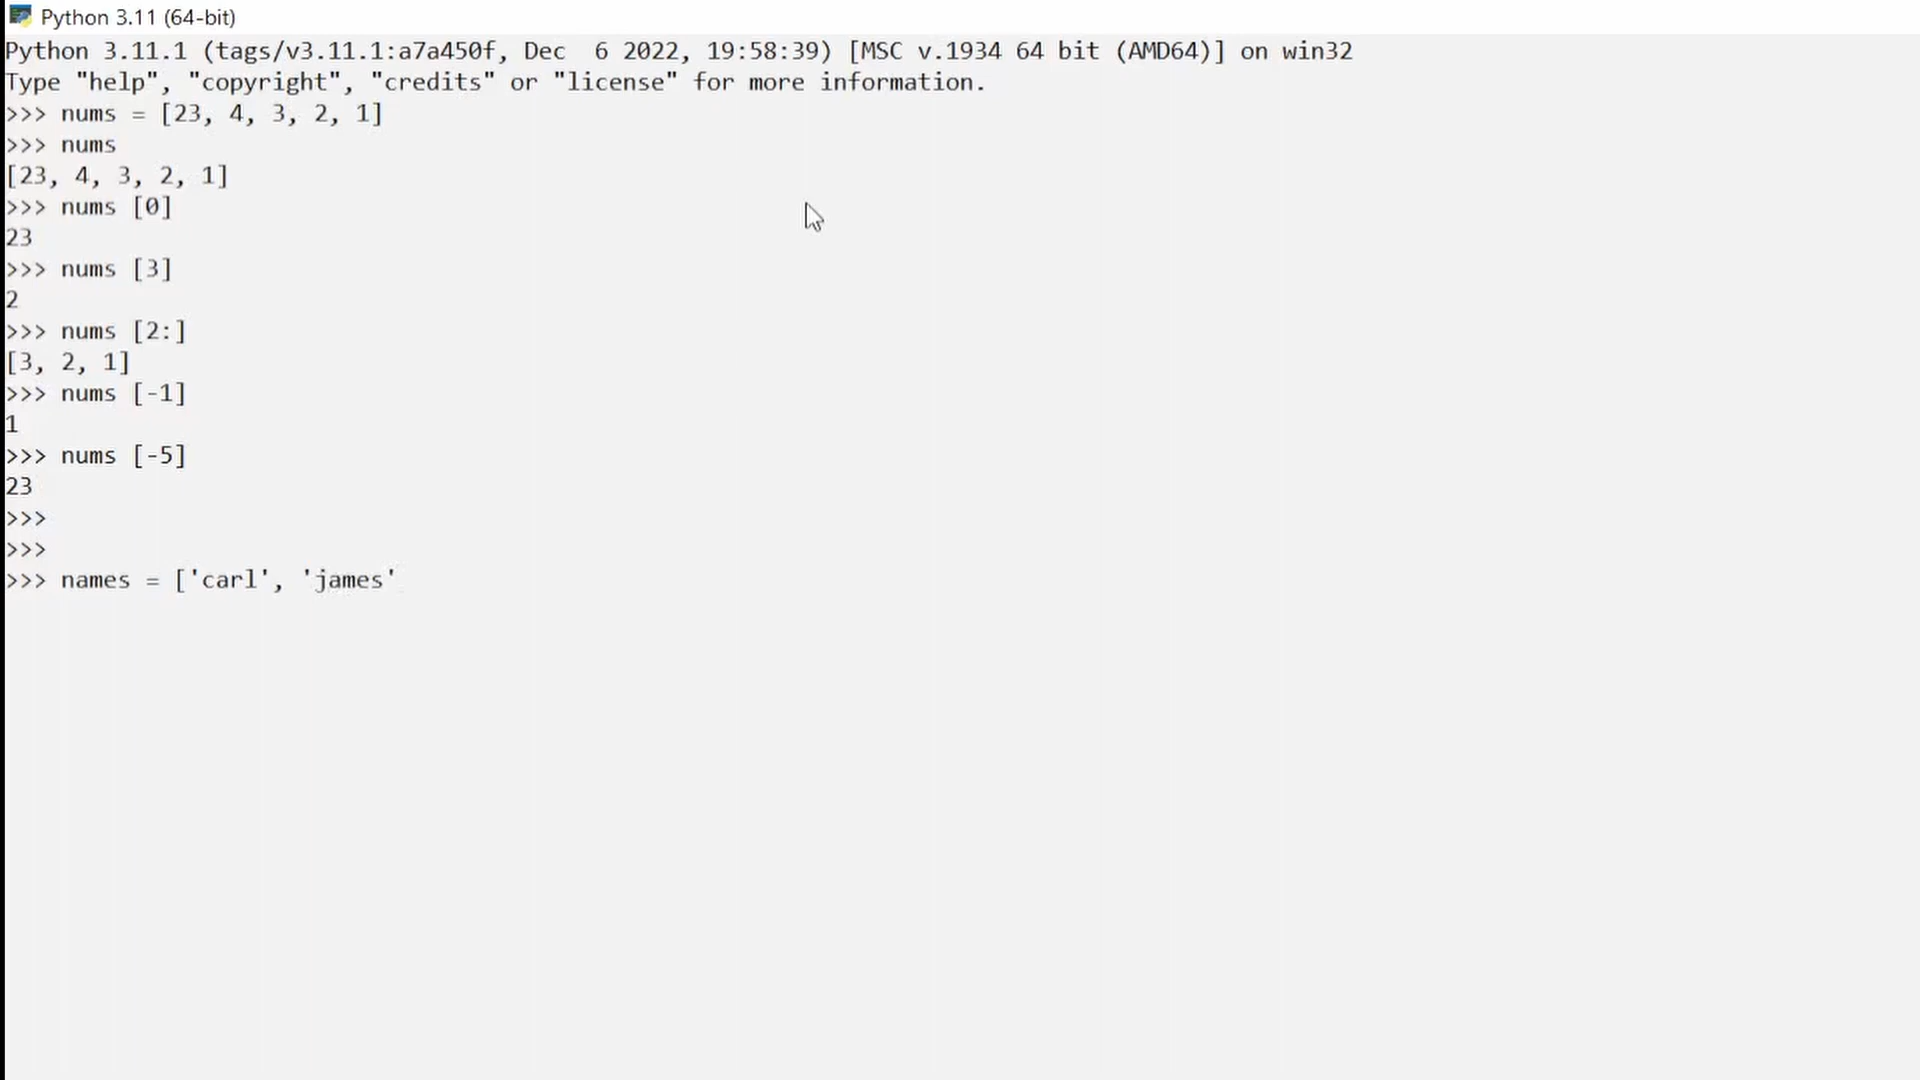 Python 3.11 (64-bit)
Python 3.11.1 (tags/v3.11.1:a7a450f, Dec  6 2022, 19:58:39) [MSC v.1934 64 bit (AMD64)] on win32
Type "help", "copyright", "credits" or "license" for more information.
>>> nums = [23, 4, 3, 2, 1]
>>> nums
[23, 4, 3, 2, 1]
>>> nums [0]
23
>>> nums [3]
2
>>> nums [2:]
[3, 2, 1]
>>> nums [-1]
1
>>> nums [-5]
23
>>>
>>>
>>> names = ['carl', 'james'